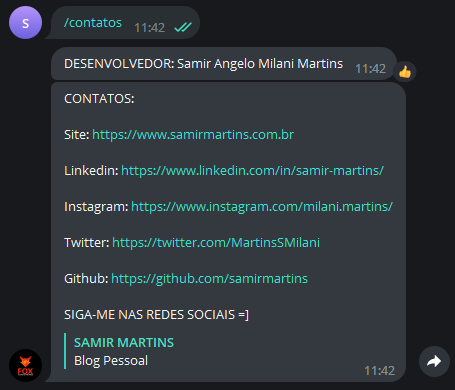 S
/contatos
11:42
DESENVOLVEDOR: Samir Angelo Milani Martins
11:42
CONTATOS:
Site: https://www.samirmartins.com.br
Linkedin: https://www.linkedin.com/in/samir-martins/
Instagram: https://www.instagram.com/milani.martins/
Twitter: https://twitter.com/MartinsSMilani
Github: https://github.com/samirmartins
SIGA-ME NAS REDES SOCIAIS =]
SAMIR MARTINS
Blog Pessoal
FOX
11:42